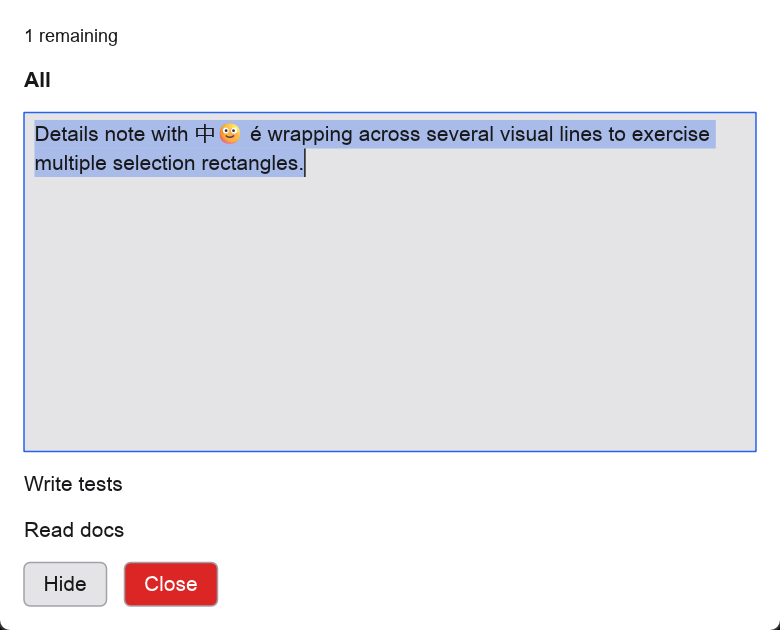 1 remaining
All
Details note with 中🙂 é wrapping across several visual lines to exercise
multiple selection rectangles.
Write tests
Read docs
Hide
Close